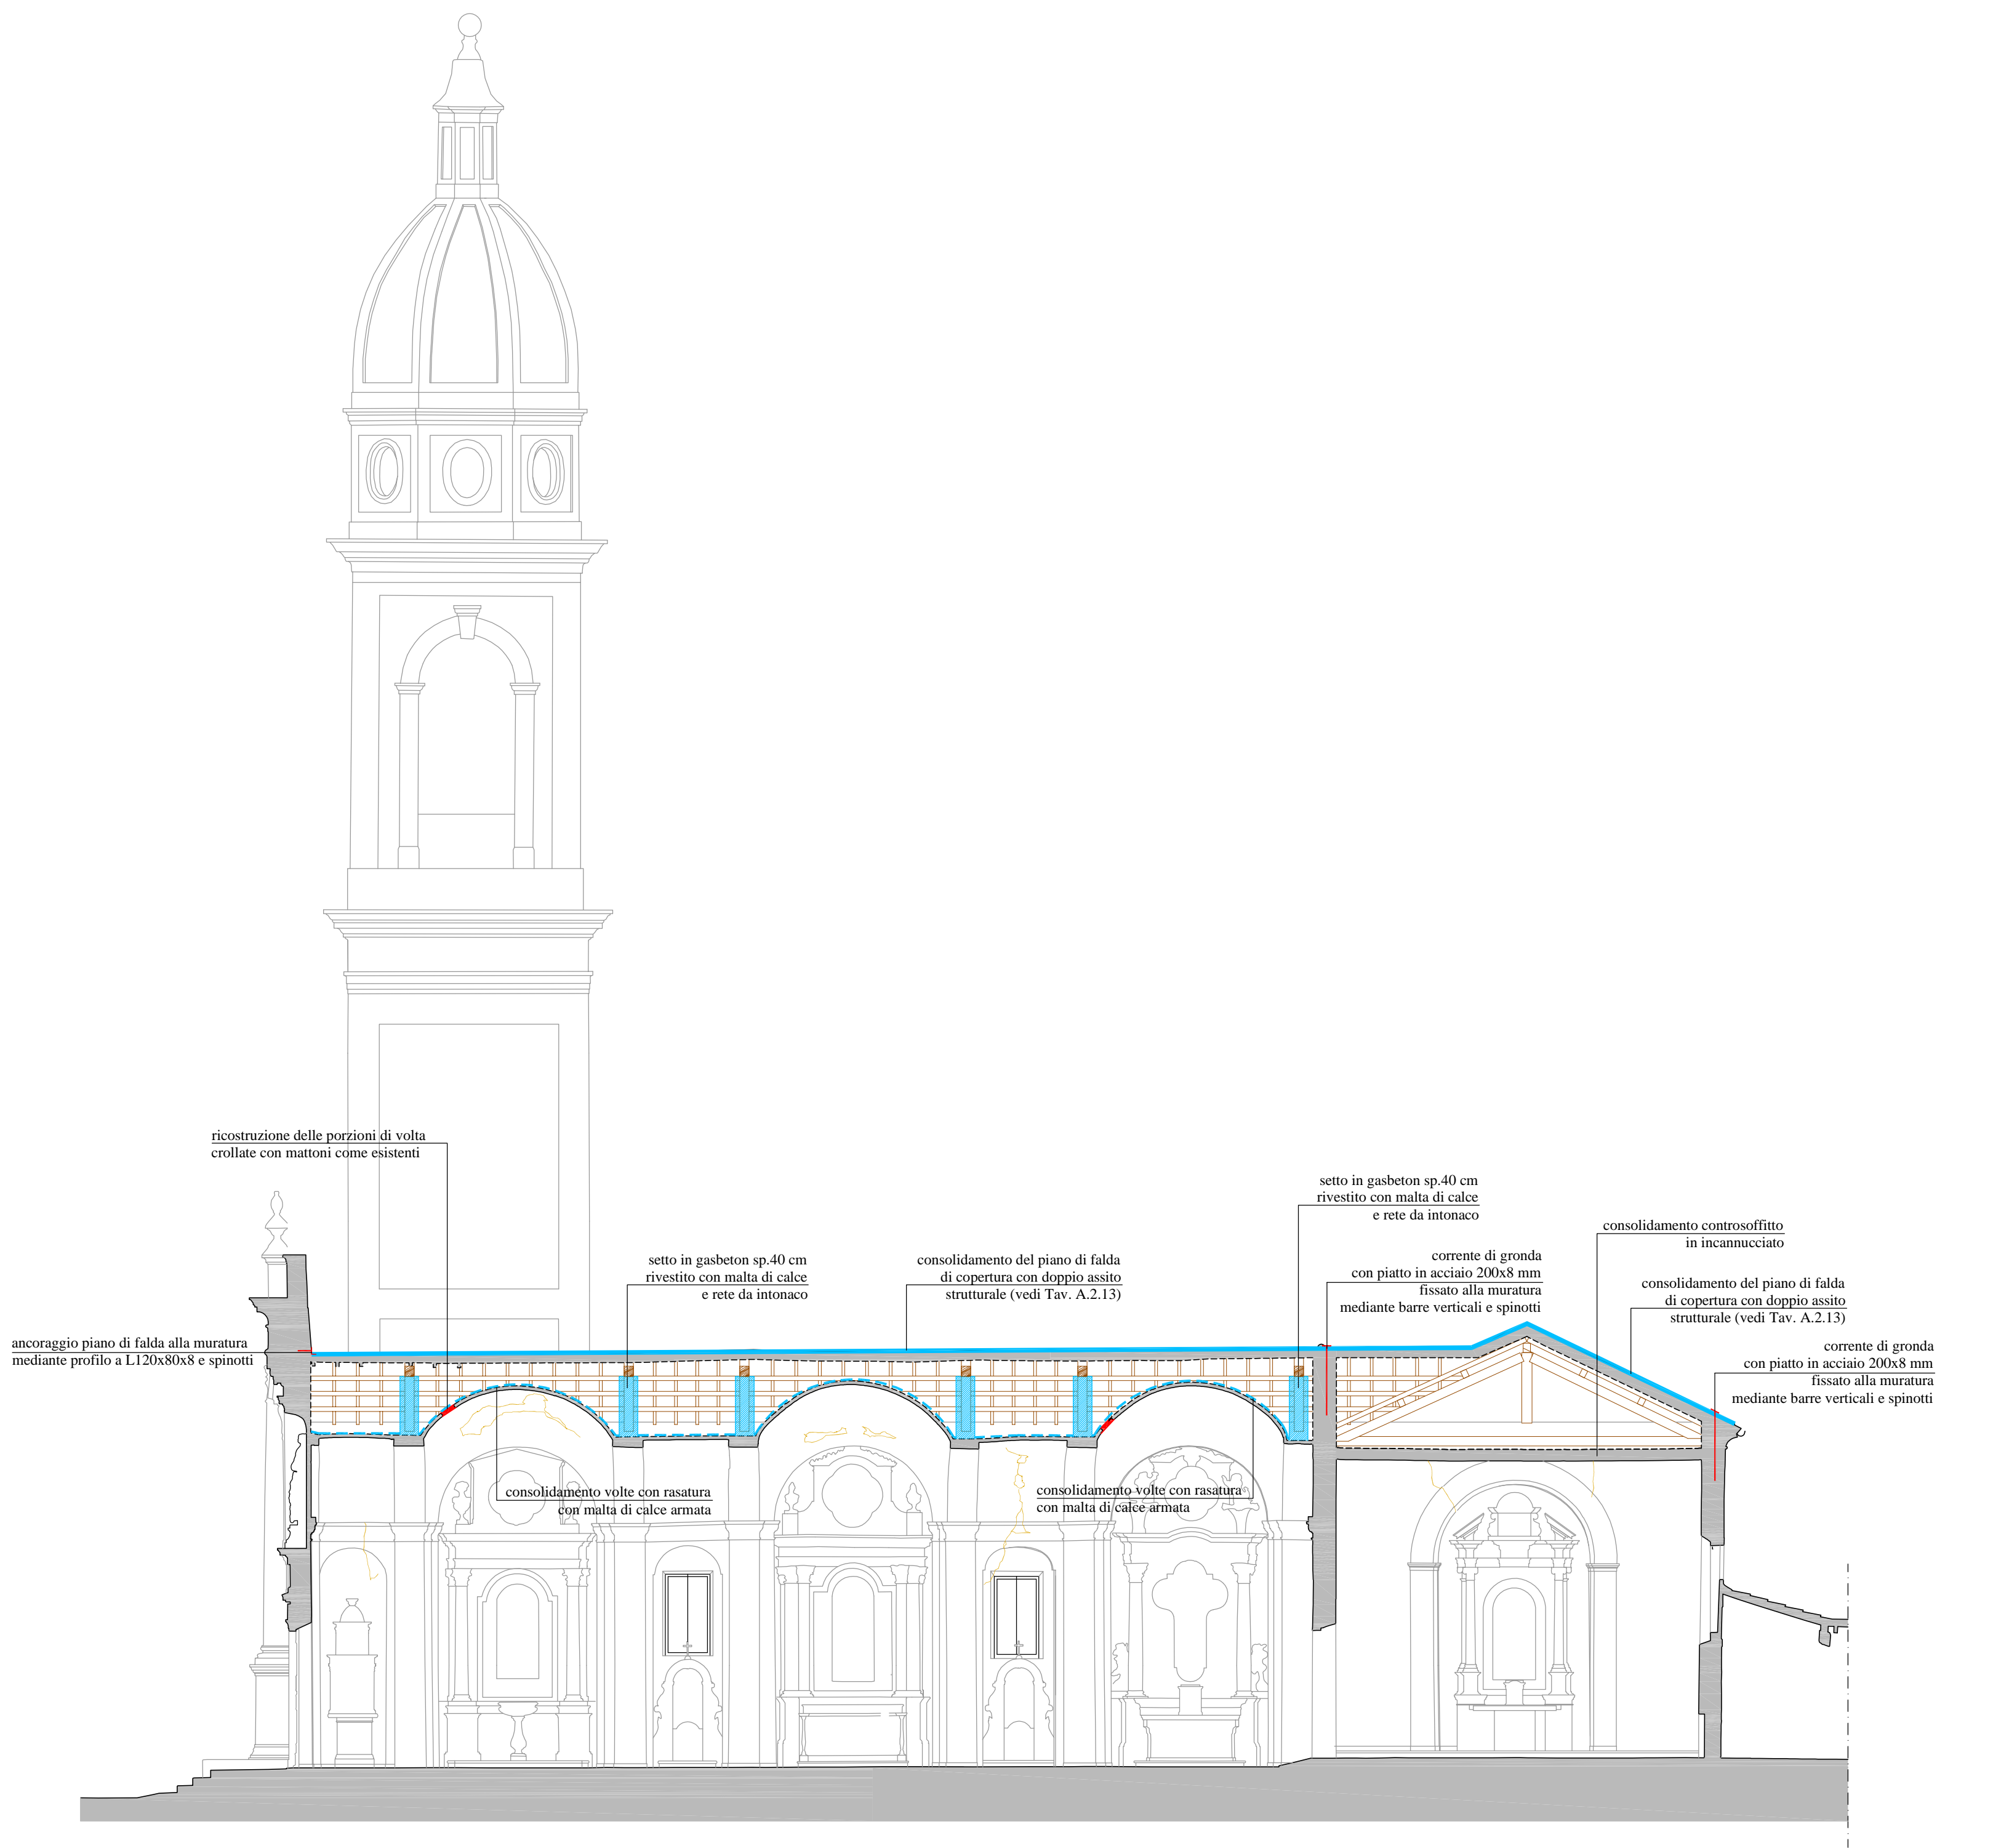 ricostruzione delle porzioni di volta
crollate con mattoni come esistenti
setto in gasbeton sp.40 cm
rivestito con malta di calce
e rete da intonaco
consolidamento controsoffitto
in incannucciato
setto in gasbeton sp.40 cm
rivestito con malta di calce
e rete da intonaco
consolidamento del piano di falda
di copertura con doppio assito
strutturale (vedi Tav. A.2.13)
corrente di gronda
con piatto in acciaio 200x8 mm
fissato alla muratura
mediante barre verticali e spinotti
consolidamento del piano di falda
di copertura con doppio assito
strutturale (vedi Tav. A.2.13)
ancoraggio piano di falda alla muratura
mediante profilo a L120x80x8 e spinotti
corrente di gronda
con piatto in acciaio 200x8 mm
fissato alla muratura
mediante barre verticali e spinotti
consolidamento volte con rasatura
con malta di calce armata
consolidamento volte con rasatura
con malta di calce armata